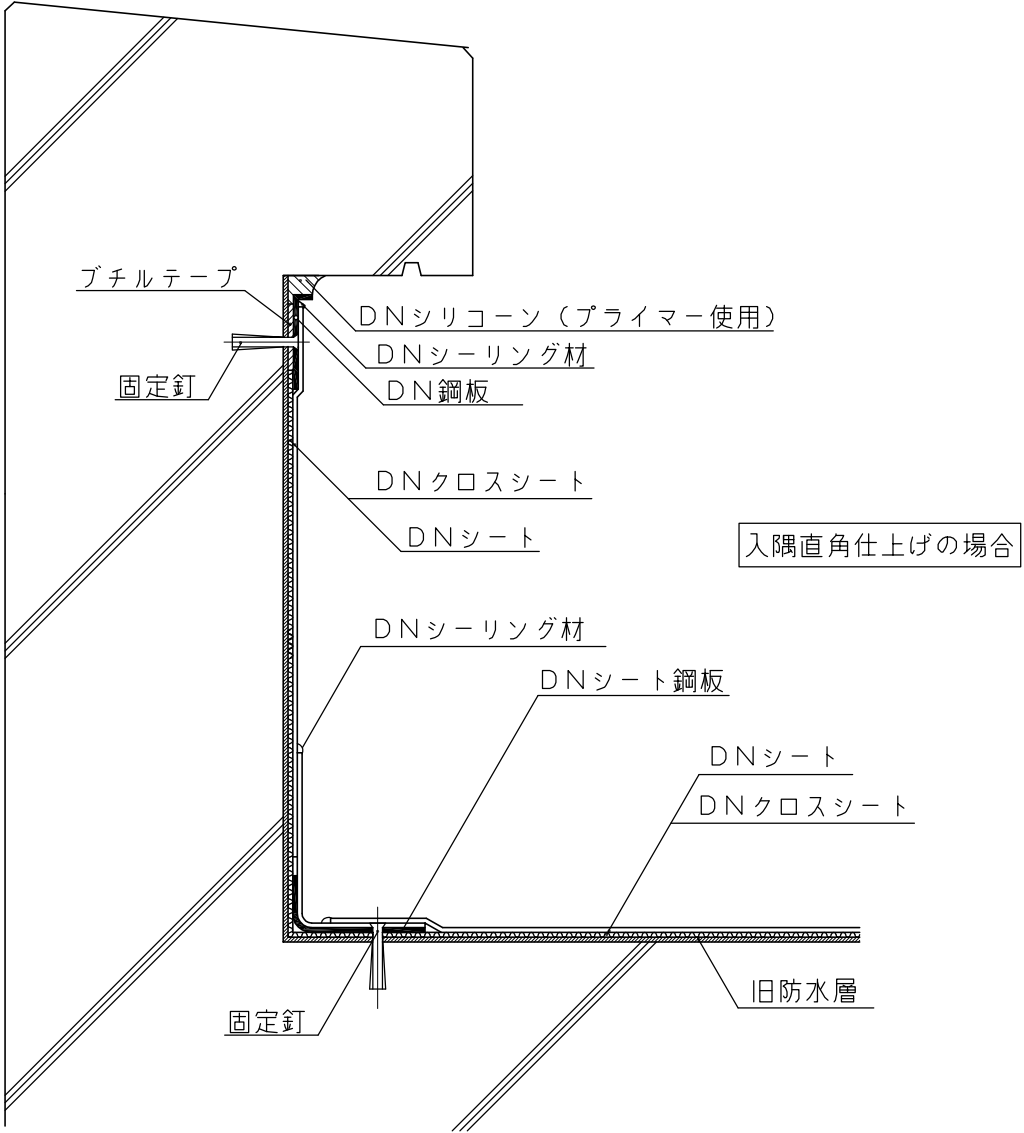 ブチルテープ
DNシリコーン（プライマー使用）
DNシーリング材
固定釘
DN鋼板
DNクロスシート
DNシート
入隅直角仕上げの場合
DNシーリング材
DNシート鋼板
DNシート
DNクロスシート
旧防水層
固定釘